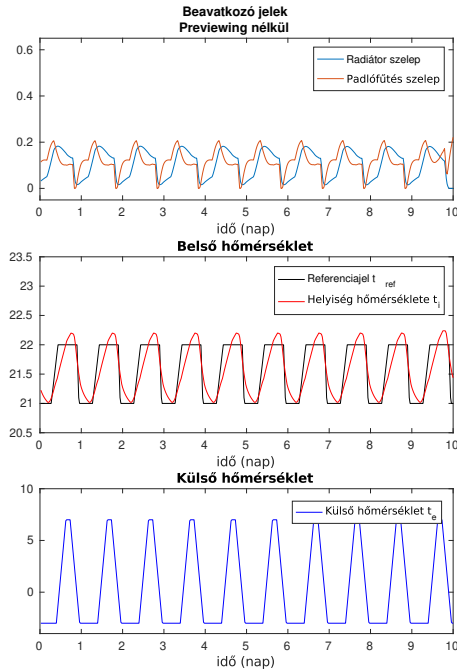 Beavatkozó jelek
Previewing nélkül
0.6
0.4
0.2
0
Radiátor szelep
Padlófűtés szelep
0 1 2 3 4 5 6 7 8 9 10
idő (nap)
Belső hőmérséklet
23.5
23
22.5
22
21.5
21
20.5
Referenciajel t ref
Helyiség hőmérséklete t i
0 1 2 3 4 5 6 7 8 9 10
idő (nap)
Külső hőmérséklet
10
5
0
Külső hőmérséklet t e
0 1 2 3 4 5 6 7 8 9 10
idő (nap)